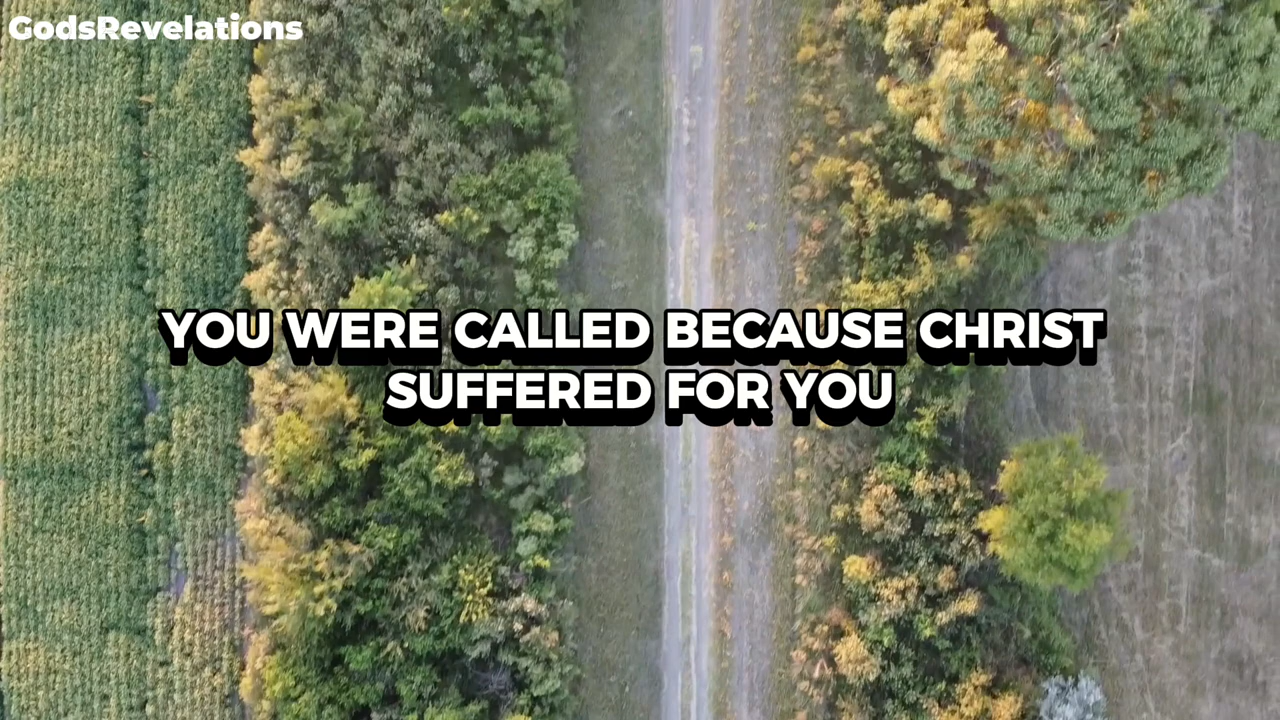 GodsRevelations
YOU WERE CALLED BECAUSE CHRIST
SUFFERED FOR YOU